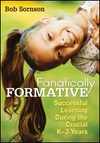 Bob Sornson
Fanatically
FORMATIVE
Successful
Learning
During the
Crucial
K–3 Years